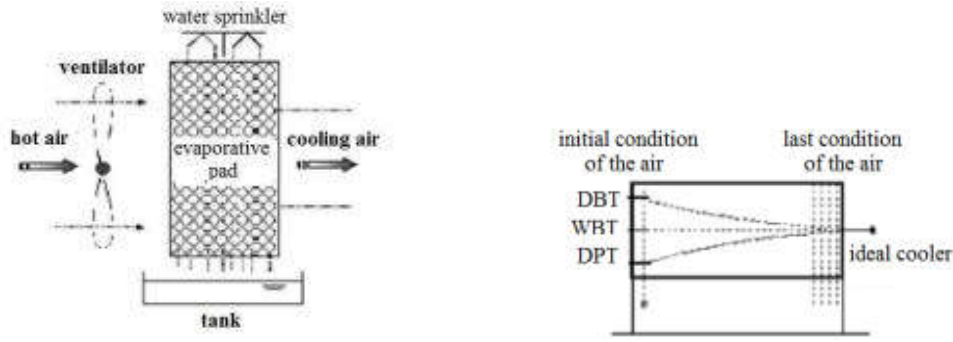 water sprinkler
ventilator
hot air
evaporative
pad
cooling air
tank
initial condition
of the air
last condition
of the air
DBT
WBT
DPT
ideal cooler